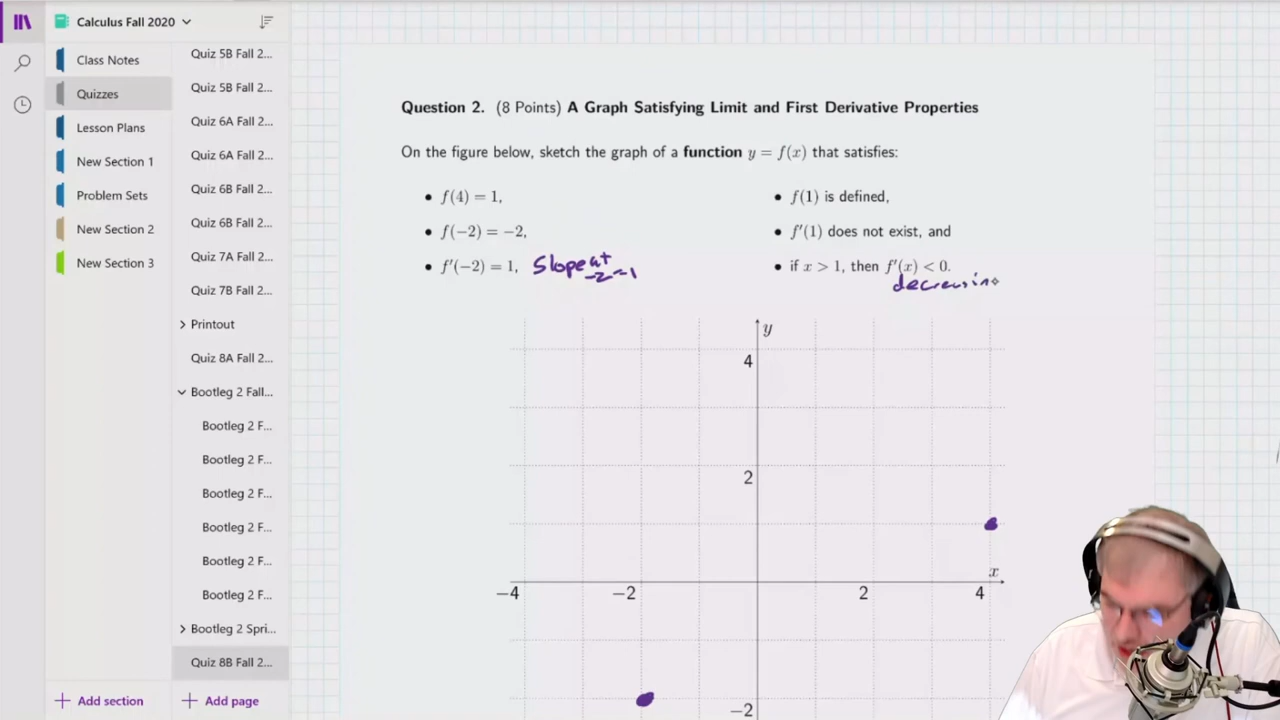 Calculus Fall 2020
Class Notes
Quizzes
Lesson Plans
New Section 1
Problem Sets
New Section 2
New Section 3
Add section
Quiz 5B Fall 2...
Quiz 5B Fall 2...
Quiz 6A Fall 2...
Quiz 6A Fall 2...
Quiz 6B Fall 2...
Quiz 6B Fall 2...
Quiz 7A Fall 2...
Quiz 7B Fall 2...
Printout
Quiz 8A Fall 2...
Bootleg 2 Fall...
Bootleg 2 F...
Bootleg 2 F...
Bootleg 2 F...
Bootleg 2 F...
Bootleg 2 F...
Bootleg 2 F...
Bootleg 2 Spri...
Quiz 8B Fall 2...
Add page
Question 2. (8 Points) A Graph Satisfying Limit and First Derivative Properties
On the figure below, sketch the graph of a function y = f(x) that satisfies:
• f(4) = 1,
• f(−2) = −2,
• f′(−2) = 1, Slope at
-2=1
• f(1) is defined,
• f′(1) does not exist, and
• if x > 1, then f′(x) < 0.
y
4
2
x
−4 −2 2 4
−2